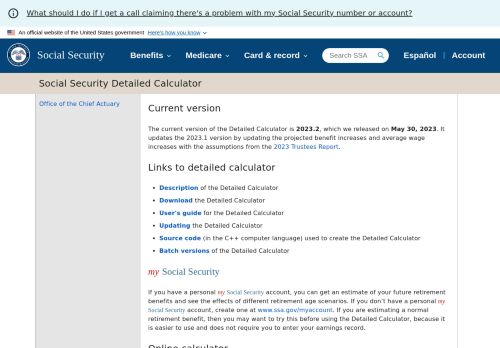 What should I do if I get a call claiming there's a problem with my Social Security number or account?
An official website of the United States government Here's how you know
Social Security Benefits Medicare Card & record Search SSA Español Account
Social Security Detailed Calculator
Office of the Chief Actuary
Current version
The current version of the Detailed Calculator is 2023.2, which we released on May 30, 2023. It
updates the 2023.1 version by updating the projected benefit increases and average wage
increases with the assumptions from the 2023 Trustees Report.
Links to detailed calculator
• Description of the Detailed Calculator
• Download the Detailed Calculator
• User's guide for the Detailed Calculator
• Updating the Detailed Calculator
• Source code (in the C++ computer language) used to create the Detailed Calculator
• Batch versions of the Detailed Calculator
my Social Security
If you have a personal my Social Security account, you can get an estimate of your future retirement
benefits and see the effects of different retirement age scenarios. If you don't have a personal my
Social Security account, create one at www.ssa.gov/myaccount. If you are estimating a normal
retirement benefit, then you may want to try this before using the Detailed Calculator, because it
is easier to use and does not require you to enter your earnings record.
Online calculator